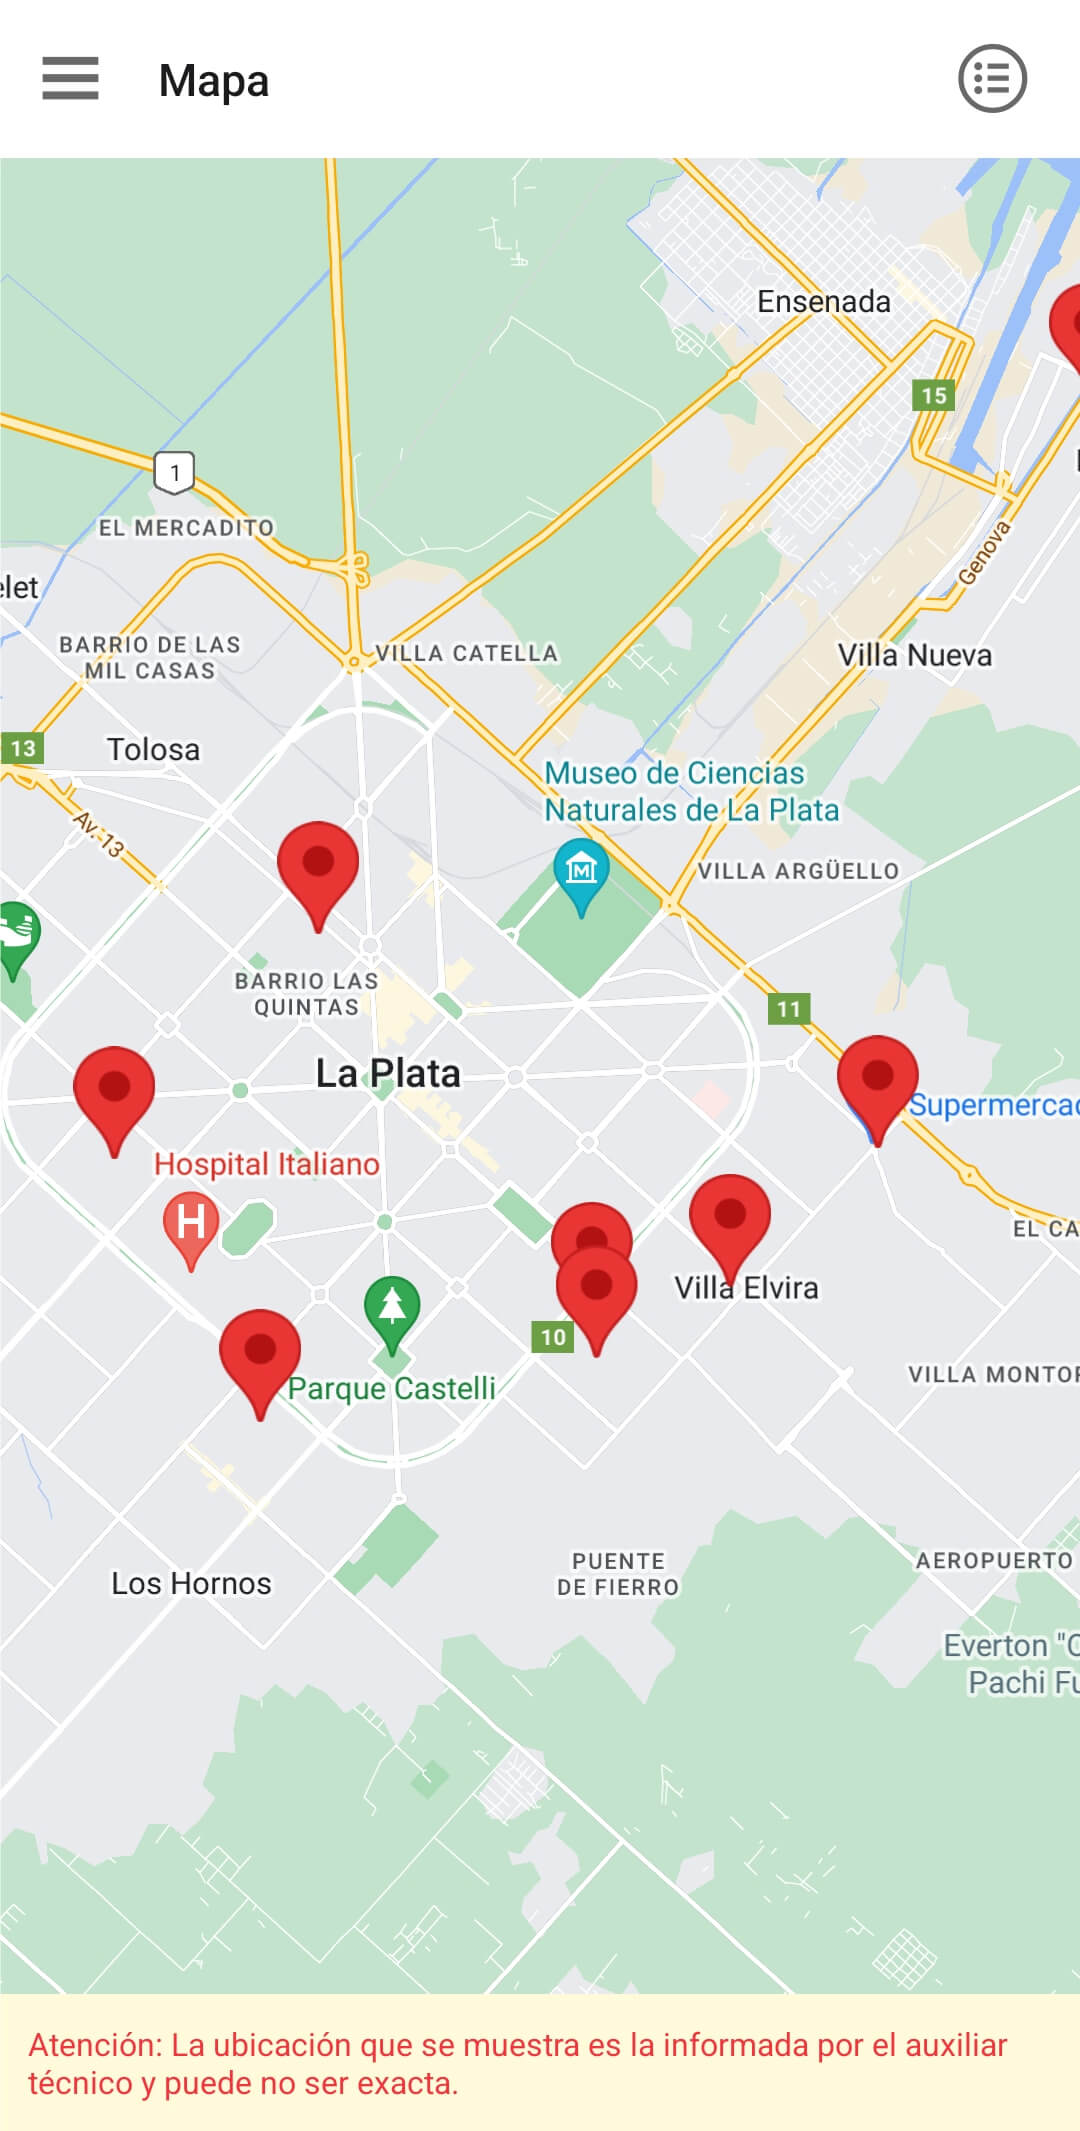 Mapa
Ensenada
15
1
EL MERCADITO
Genova
elet
BARRIO DE LAS
MIL CASAS
VILLA CATELLA
Villa Nueva
13
Tolosa
Museo de Ciencias
Naturales de La Plata
Av. 13
M
VILLA ARGÜELLO
BARRIO LAS
QUINTAS
11
La Plata
Supermercad
Hospital Italiano
H
EL CA
Villa Elvira
10
VILLA MONTOR
Parque Castelli
PUENTE
DE FIERRO
AEROPUERTO
Los Hornos
Everton "C
Pachi Fu
Atención: La ubicación que se muestra es la informada por el auxiliar
técnico y puede no ser exacta.